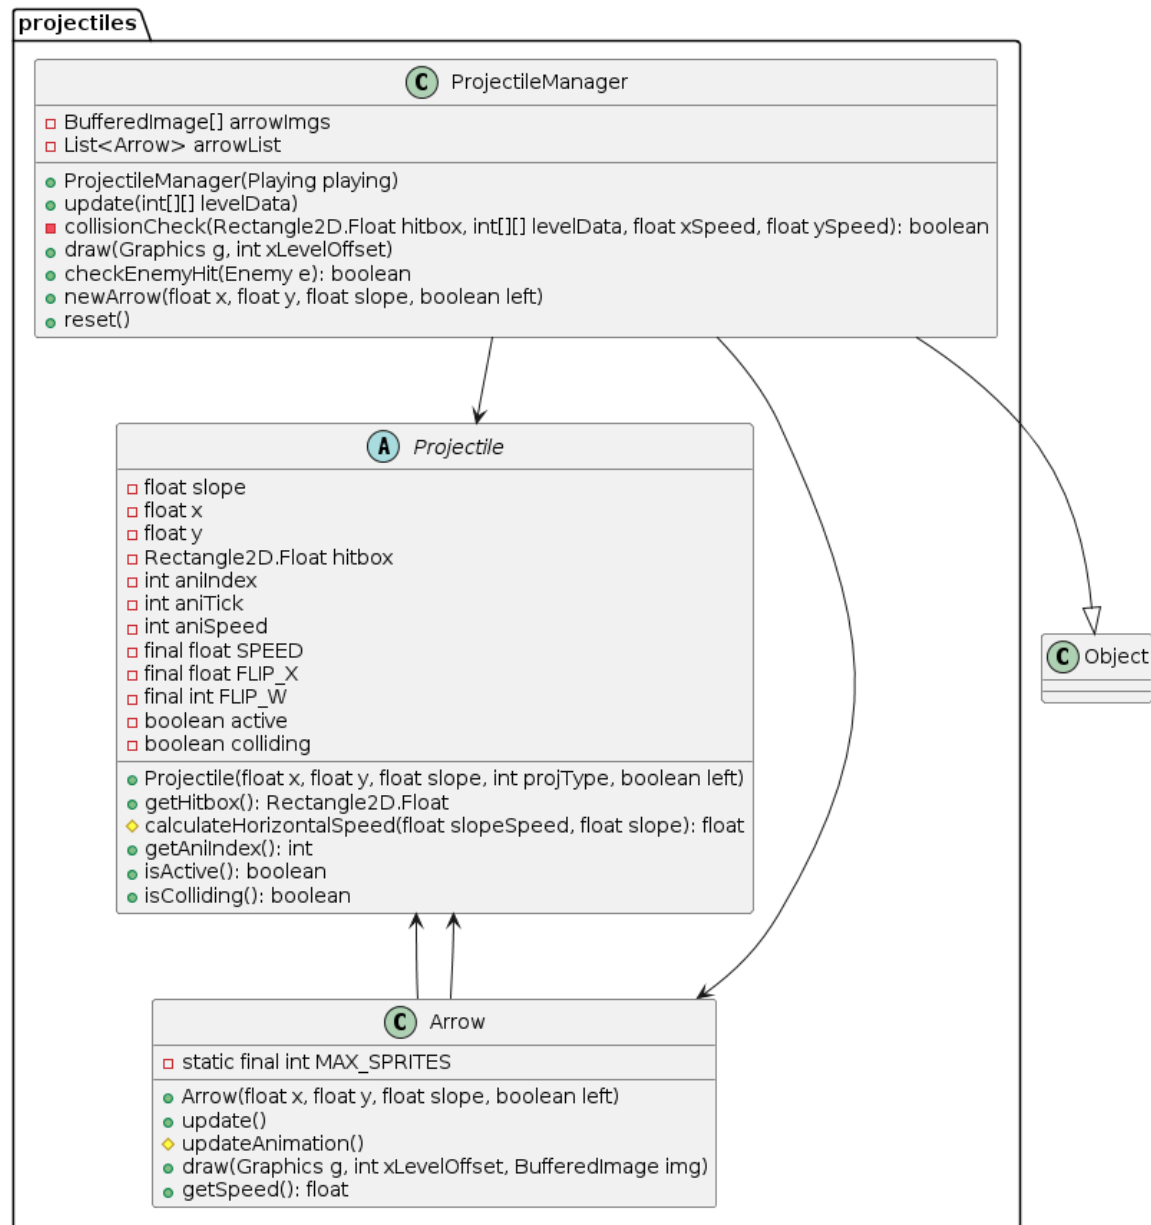 projectiles
C ProjectileManager
BufferedImage[] arrowImgs
List<Arrow> arrowList
ProjectileManager(Playing playing)
update(int[][] levelData)
collisionCheck(Rectangle2D.Float hitbox, int[][] levelData, float xSpeed, float ySpeed): boolean
draw(Graphics g, int xLevelOffset)
checkEnemyHit(Enemy e): boolean
newArrow(float x, float y, float slope, boolean left)
reset()
A Projectile
float slope
float x
float y
Rectangle2D.Float hitbox
int aniIndex
int aniTick
int aniSpeed
final float SPEED
final float FLIP_X
final int FLIP_W
boolean active
boolean colliding
Projectile(float x, float y, float slope, int projType, boolean left)
getHitbox(): Rectangle2D.Float
calculateHorizontalSpeed(float slopeSpeed, float slope): float
getAniIndex(): int
isActive(): boolean
isColliding(): boolean
C Object
C Arrow
static final int MAX_SPRITES
Arrow(float x, float y, float slope, boolean left)
update()
updateAnimation()
draw(Graphics g, int xLevelOffset, BufferedImage img)
getSpeed(): float